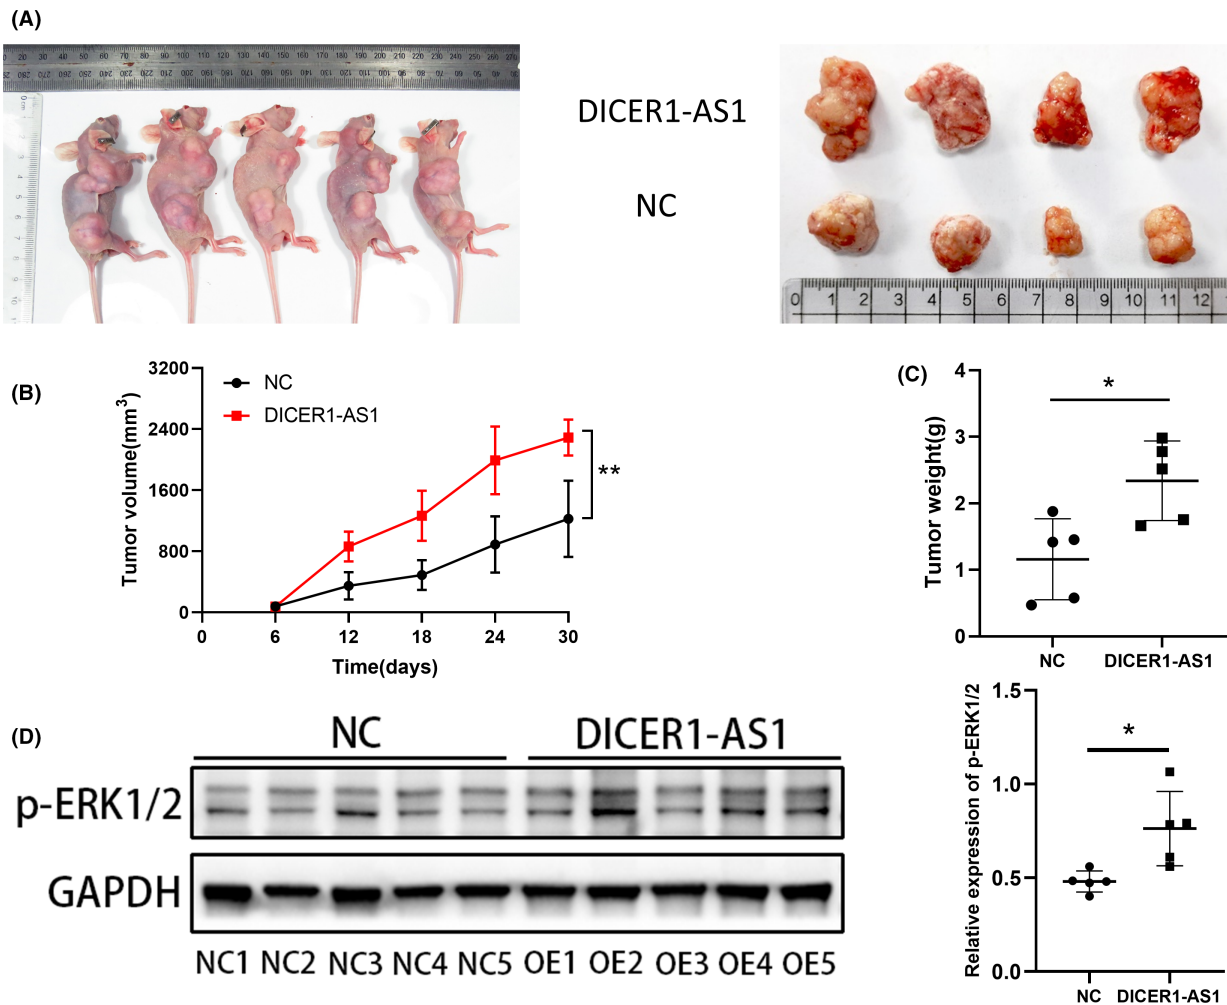 (A)
0 1 2 3 4 5 6 7 8 9 10 11 12
DICER1-AS1
NC
(B)
Tumor volume(mm3)
3200
2400
1600
800
0
NC
DICER1-AS1
**
0 6 12 18 24 30
Time(days)
(C)
Tumor weight(g)
4
3
2
1
0
*
NC DICER1-AS1
(D)
NC DICER1-AS1
p-ERK1/2
GAPDH
NC1 NC2 NC3 NC4 NC5 OE1 OE2 OE3 OE4 OE5
Relative expression of p-ERK1/2
1.5
1.0
0.5
0.0
*
NC DICER1-AS1